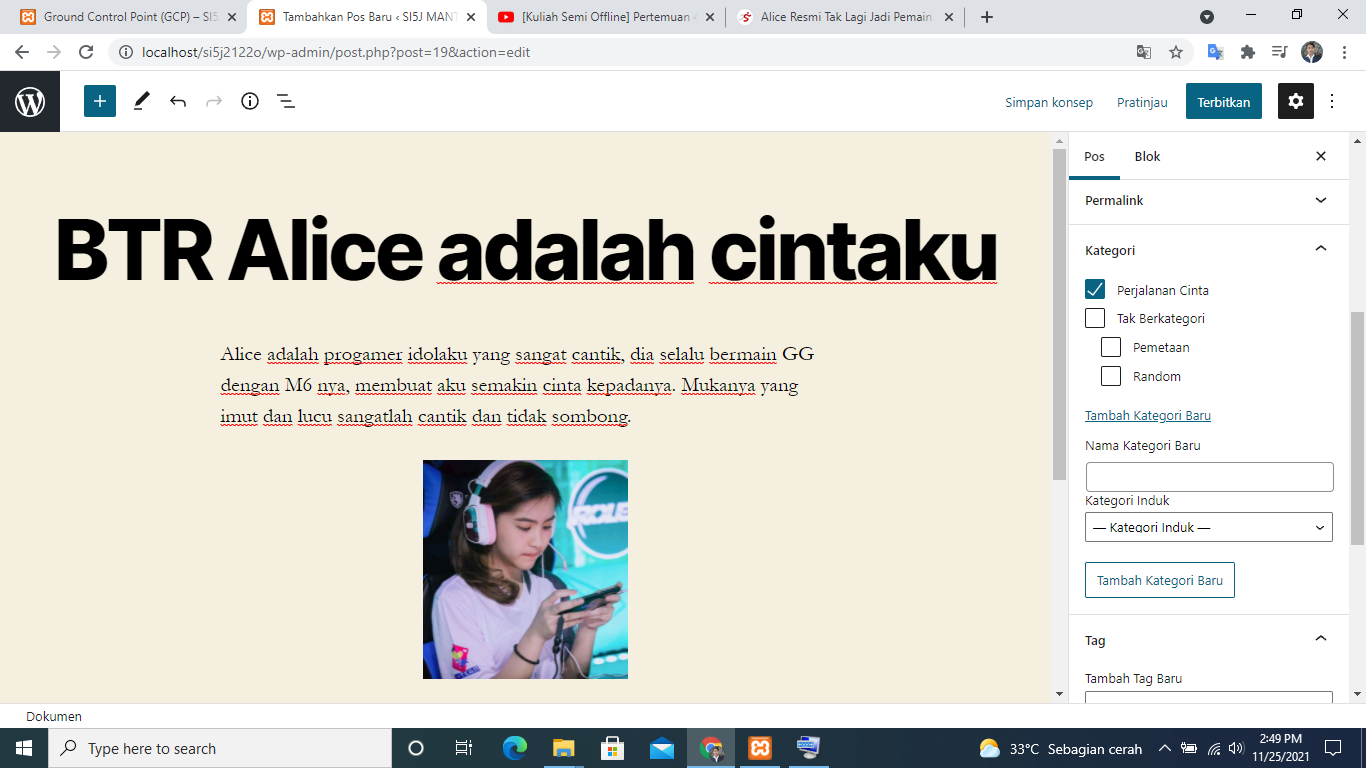 Ground Control Point (GCP) – SI5
Tambahkan Pos Baru ‹ SI5J MANT
[Kuliah Semi Offline] Pertemuan
Alice Resmi Tak Lagi Jadi Pemain
localhost/si5j2122o/wp-admin/post.php?post=19&action=edit
Simpan konsep
Pratinjau
Terbitkan
BTR Alice adalah cintaku
Alice adalah progamer idolaku yang sangat cantik, dia selalu bermain GG
dengan M6 nya, membuat aku semakin cinta kepadanya. Mukanya yang
imut dan lucu sangatlah cantik dan tidak sombong.
Pos
Blok
Permalink
Kategori
Perjalanan Cinta
Tak Berkategori
Pemetaan
Random
Tambah Kategori Baru
Nama Kategori Baru
Kategori Induk
— Kategori Induk —
Tambah Kategori Baru
Tag
Tambah Tag Baru
Dokumen
Type here to search
33°C Sebagian cerah
2:49 PM
11/25/2021